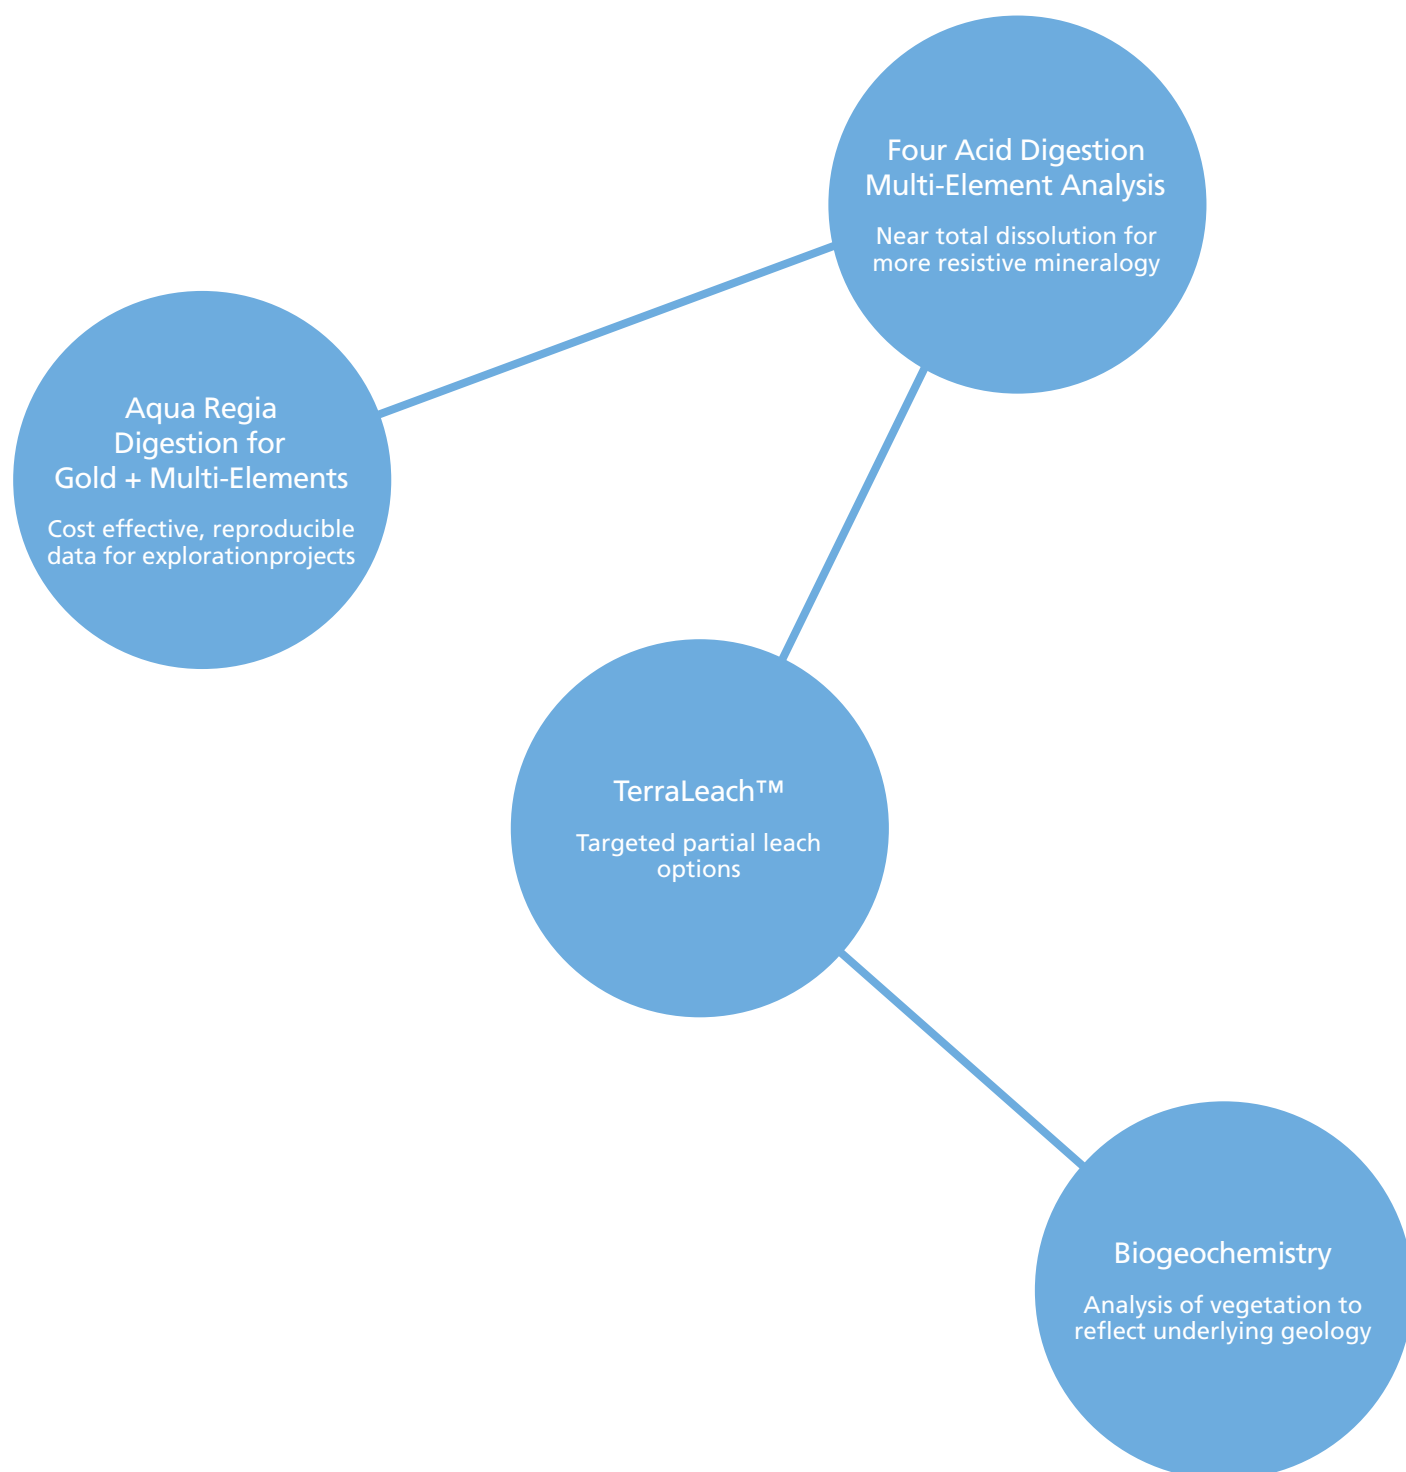 Four Acid Digestion
Multi-Element Analysis
Near total dissolution for
more resistive mineralogy
Aqua Regia
Digestion for
Gold + Multi-Elements
Cost effective, reproducible
data for explorationprojects
TerraLeach™
Targeted partial leach
options
Biogeochemistry
Analysis of vegetation to
reflect underlying geology